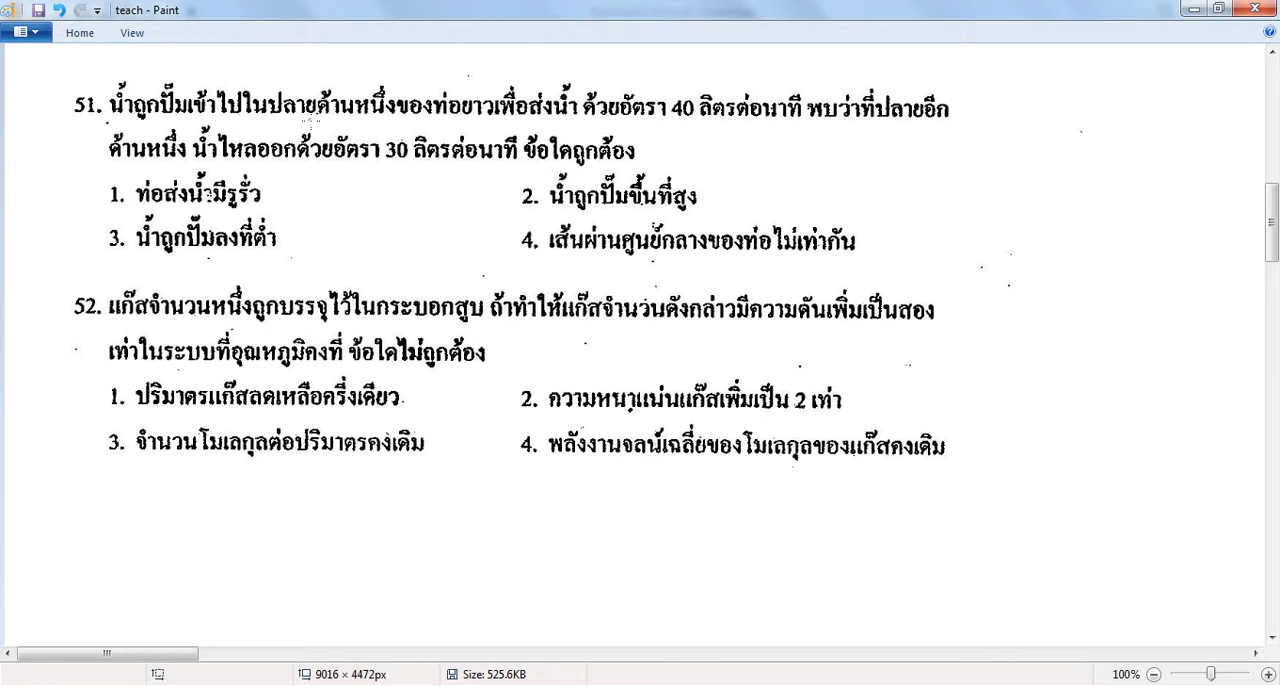 teach - Paint
Home View
51. น้ำถูกปั๊มเข้าไปในปลายด้านหนึ่งของท่อยาวเพื่อส่งน้ำ ด้วยอัตรา 40 ลิตรต่อนาที พบว่าที่ปลายอีก
ด้านหนึ่ง น้ำไหลออกด้วยอัตรา 30 ลิตรต่อนาที ข้อใดถูกต้อง
1. ท่อส่งน้ำมีรูรั่ว 2. น้ำถูกปั๊มขึ้นที่สูง
3. น้ำถูกปั๊มลงที่ต่ำ 4. เส้นผ่านศูนย์กลางของท่อไม่เท่ากัน
52. แก๊สจำนวนหนึ่งถูกบรรจุไว้ในกระบอกสูบ ถ้าทำให้แก๊สจำนวนดังกล่าวมีความดันเพิ่มเป็นสอง
เท่าในระบบที่อุณหภูมิคงที่ ข้อใดไม่ถูกต้อง
1. ปริมาตรแก๊สลดเหลือครึ่งเดียว 2. ความหนาแน่นแก๊สเพิ่มเป็น 2 เท่า
3. จำนวนโมเลกุลต่อปริมาตรคงเดิม 4. พลังงานจลน์เฉลี่ยของโมเลกุลของแก๊สคงเดิม
9016 × 4472px Size: 525.6KB 100%